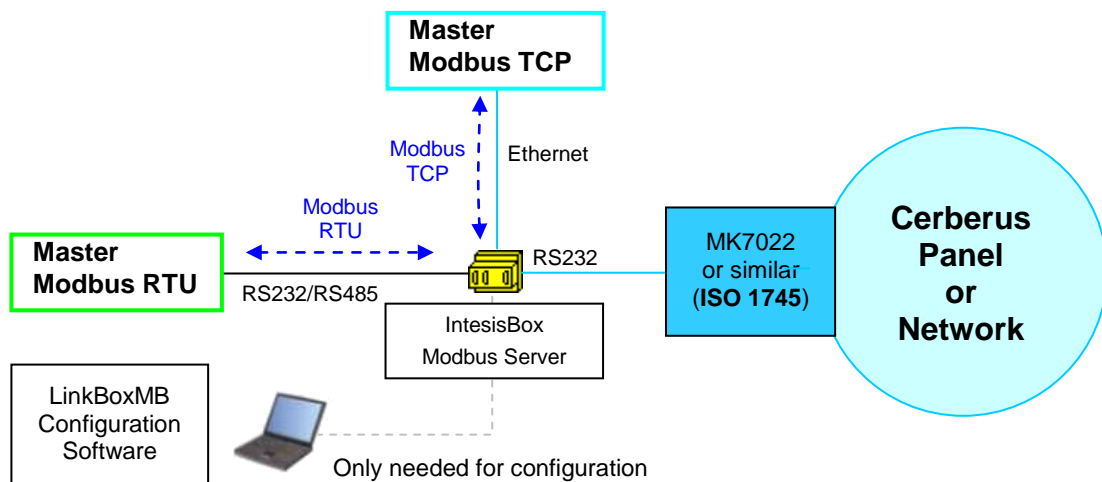 Master
Modbus TCP
Modbus
TCP
Ethernet
Modbus
RTU
Master
Modbus RTU
RS232/RS485
RS232
MK7022
or similar
(ISO 1745)
Cerberus
Panel
or
Network
IntesisBox
Modbus Server
LinkBoxMB
Configuration
Software
Only needed for configuration